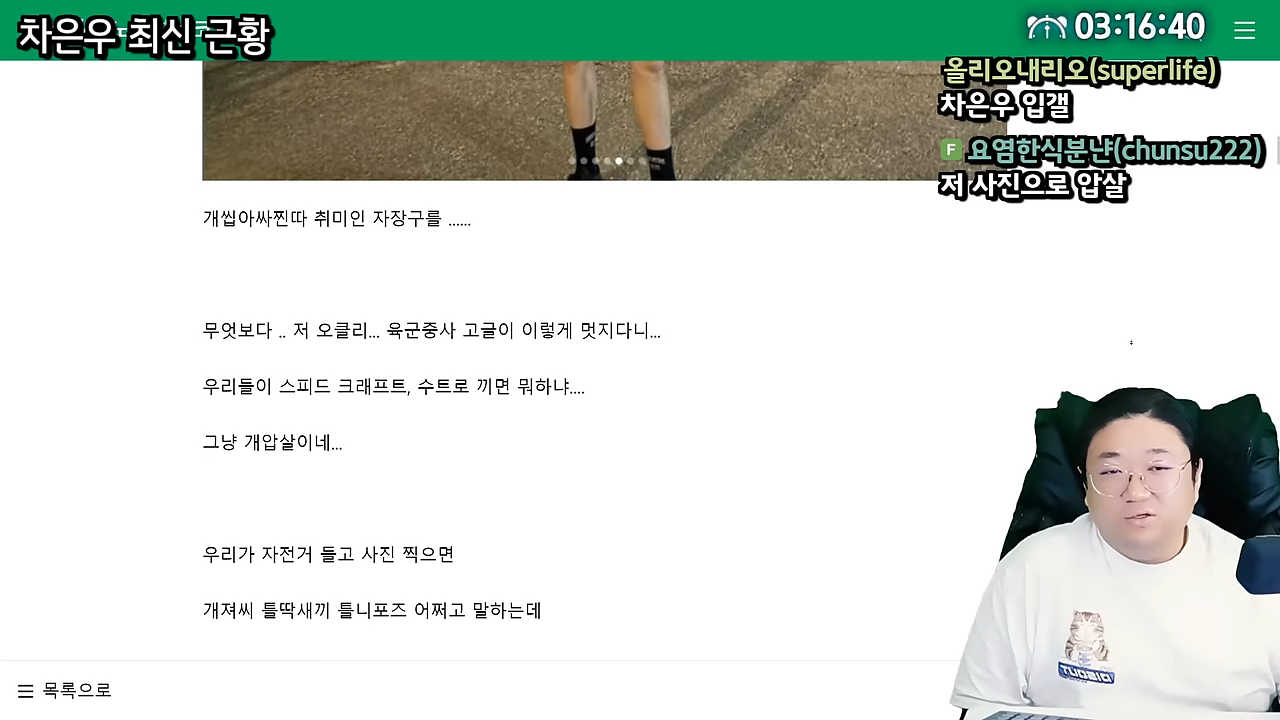 차은우 최신 근황
03:16:40
올리오내리오(superlife)
차은우 입갤
F 요염한식분냔(chunsu222)
저 사진으로 압살
개씹아싸찐따 취미인 자장구를 ......
무엇보다 .. 저 오클리... 육군중사 고글이 이렇게 멋지다니...
우리들이 스피드 크래프트, 수트로 끼면 뭐하냐....
그냥 개압살이네...
우리가 자전거 들고 사진 찍으면
개져씨 틀딱새끼 틀니포즈 어쩌고 말하는데
목록으로